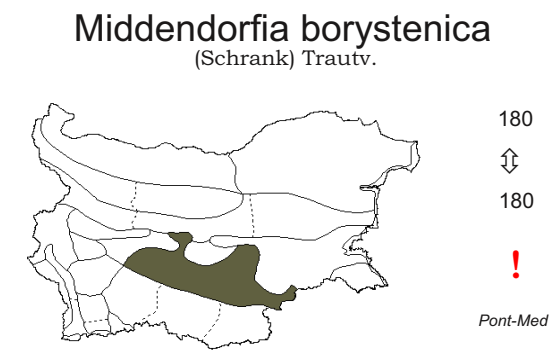 Middendorfia borystenica
(Schrank) Trautv.
180
⇕
180
!
Pont-Med